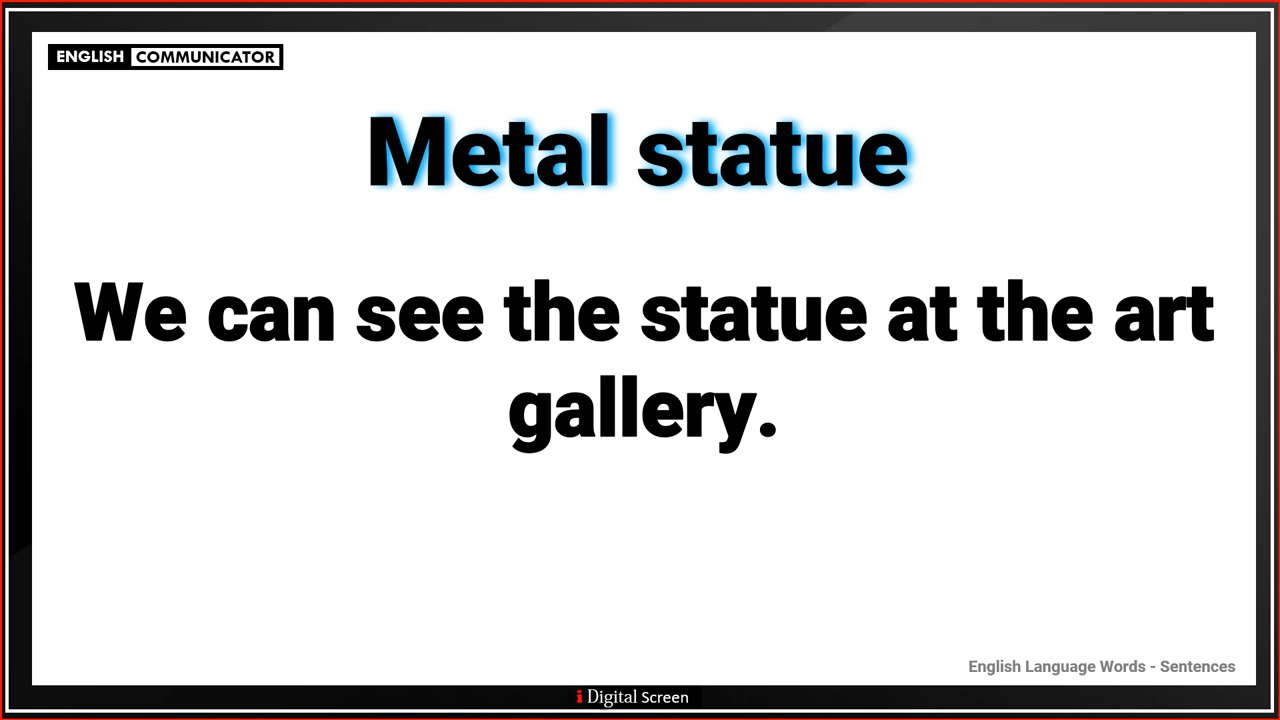 ENGLISH COMMUNICATOR
Metal statue
We can see the statue at the art
gallery.
English Language Words - Sentences
i Digital Screen